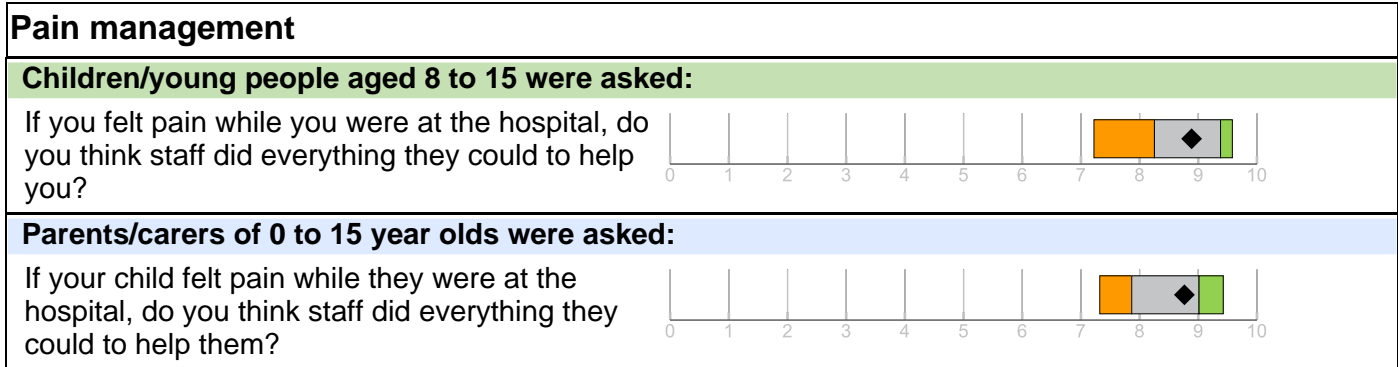 Pain management
Children/young people aged 8 to 15 were asked:
If you felt pain while you were at the hospital, do
you think staff did everything they could to help
you?
0 1 2 3 4 5 6 7 8 9 10
Parents/carers of 0 to 15 year olds were asked:
If your child felt pain while they were at the
hospital, do you think staff did everything they
could to help them?
0 1 2 3 4 5 6 7 8 9 10